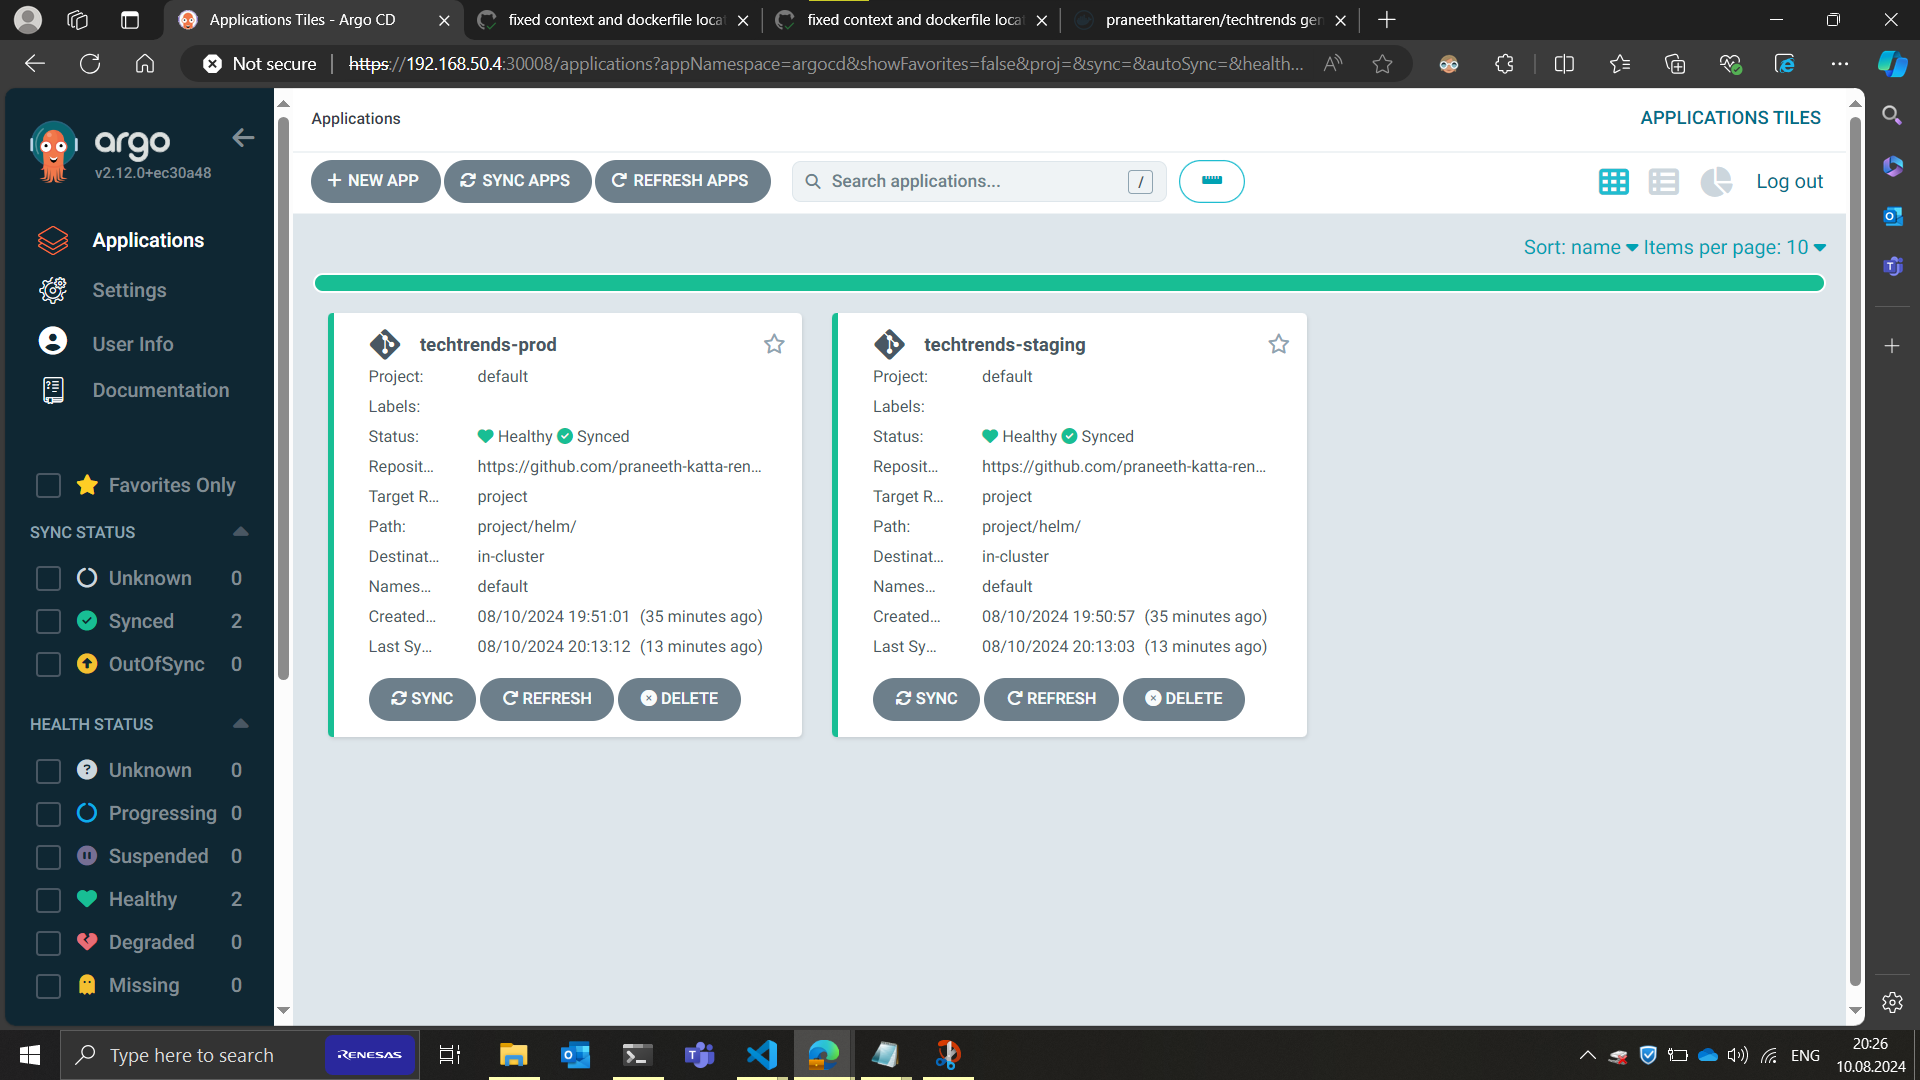 Applications Tiles - Argo CD
fixed context and dockerfile locat
fixed context and dockerfile locat
praneethkattaren/techtrends gen
Not secure
https://192.168.50.4:30008/applications?appNamespace=argocd&showFavorites=false&proj=&sync=&autoSync=&health...
argo
v2.12.0+ec30a48
Applications
Settings
User Info
Documentation
Favorites Only
SYNC STATUS
Unknown 0
Synced 2
OutOfSync 0
HEALTH STATUS
Unknown 0
Progressing 0
Suspended 0
Healthy 2
Degraded 0
Missing 0
Applications
APPLICATIONS TILES
+ NEW APP
SYNC APPS
REFRESH APPS
Search applications...
/
Log out
Sort: name Items per page: 10
techtrends-prod
Project: default
Labels:
Status: Healthy Synced
Reposit... https://github.com/praneeth-katta-ren...
Target R... project
Path: project/helm/
Destinat... in-cluster
Names... default
Created... 08/10/2024 19:51:01 (35 minutes ago)
Last Sy... 08/10/2024 20:13:12 (13 minutes ago)
SYNC REFRESH DELETE
techtrends-staging
Project: default
Labels:
Status: Healthy Synced
Reposit... https://github.com/praneeth-katta-ren...
Target R... project
Path: project/helm/
Destinat... in-cluster
Names... default
Created... 08/10/2024 19:50:57 (35 minutes ago)
Last Sy... 08/10/2024 20:13:03 (13 minutes ago)
SYNC REFRESH DELETE
Type here to search
RENESAS
ENG
20:26
10.08.2024